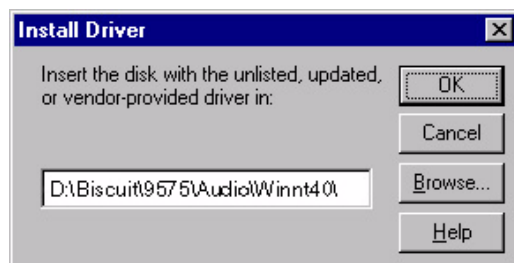 Install Driver
Insert the disk with the unlisted, updated,
or vendor-provided driver in:
OK
Cancel
D:\Biscuit\9575\Audio\Winnt40\
Browse...
Help